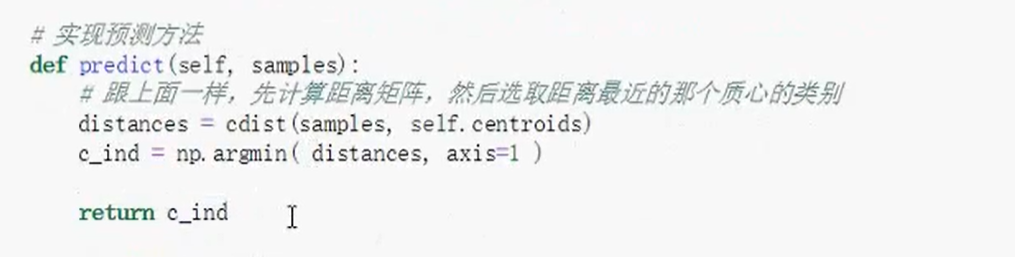 # 实现预测方法
def predict(self, samples):
# 跟上面一样，先计算距离矩阵，然后选取距离最近的那个质心的类别
distances = cdist(samples, self.centroids)
c_ind = np.argmin( distances, axis=1 )
return c_ind